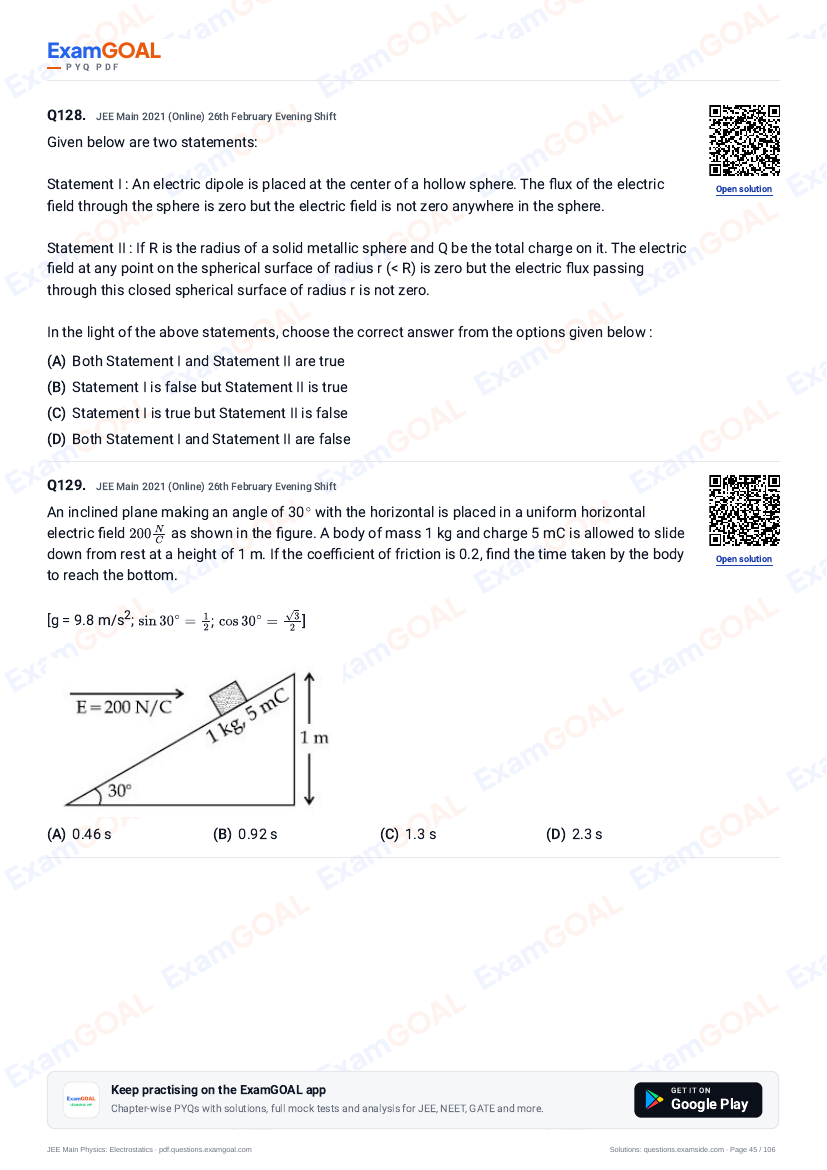 ExamGOAL
PYQ PDF
Q128. JEE Main 2021 (Online) 26th February Evening Shift
Given below are two statements:
Open solution
Statement I : An electric dipole is placed at the center of a hollow sphere. The flux of the electric
field through the sphere is zero but the electric field is not zero anywhere in the sphere.
Statement II : If R is the radius of a solid metallic sphere and Q be the total charge on it. The electric
field at any point on the spherical surface of radius r (< R) is zero but the electric flux passing
through this closed spherical surface of radius r is not zero.
In the light of the above statements, choose the correct answer from the options given below :
(A) Both Statement I and Statement II are true
(B) Statement I is false but Statement II is true
(C) Statement I is true but Statement II is false
(D) Both Statement I and Statement II are false
Q129. JEE Main 2021 (Online) 26th February Evening Shift
An inclined plane making an angle of 30° with the horizontal is placed in a uniform horizontal
electric field 200 N/C as shown in the figure. A body of mass 1 kg and charge 5 mC is allowed to slide
down from rest at a height of 1 m. If the coefficient of friction is 0.2, find the time taken by the body
to reach the bottom.
Open solution
[g = 9.8 m/s²; sin 30° = 1/2; cos 30° = √3/2]
E = 200 N/C
1 kg, 5 mC
1 m
30°
(A) 0.46 s (B) 0.92 s (C) 1.3 s (D) 2.3 s
Keep practising on the ExamGOAL app
Chapter-wise PYQs with solutions, full mock tests and analysis for JEE, NEET, GATE and more.
GET IT ON
Google Play
JEE Main Physics: Electrostatics · pdf.questions.examgoal.com
Solutions: questions.examside.com · Page 45 / 106